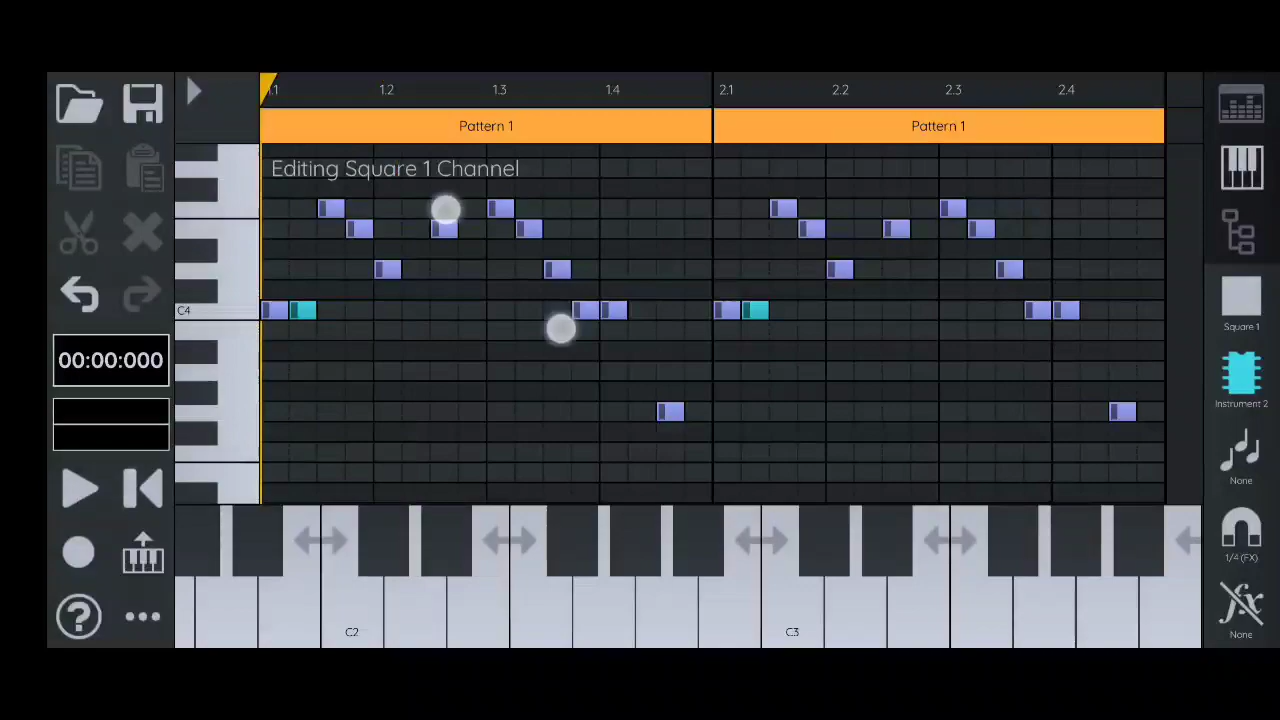 1.1 1.2 1.3 1.4 2.1 2.2 2.3 2.4
Pattern 1 Pattern 1
Editing Square 1 Channel
C4
Square 1
00:00:000
Instrument 2
None
1/4 (FX)
?
fx
None
C2 C3